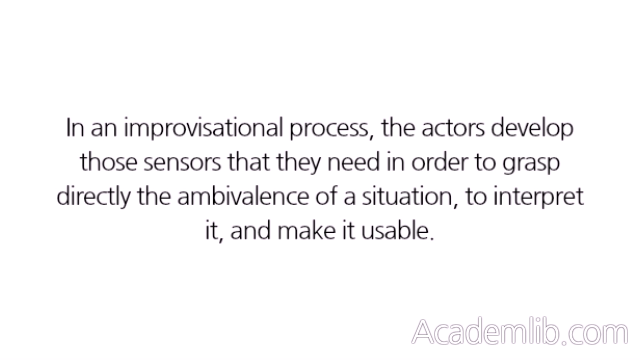 In an improvisational process, the actors develop
those sensors that they need in order to grasp
directly the ambivalence of a situation, to interpret
it, and make it usable.
Academlib.com